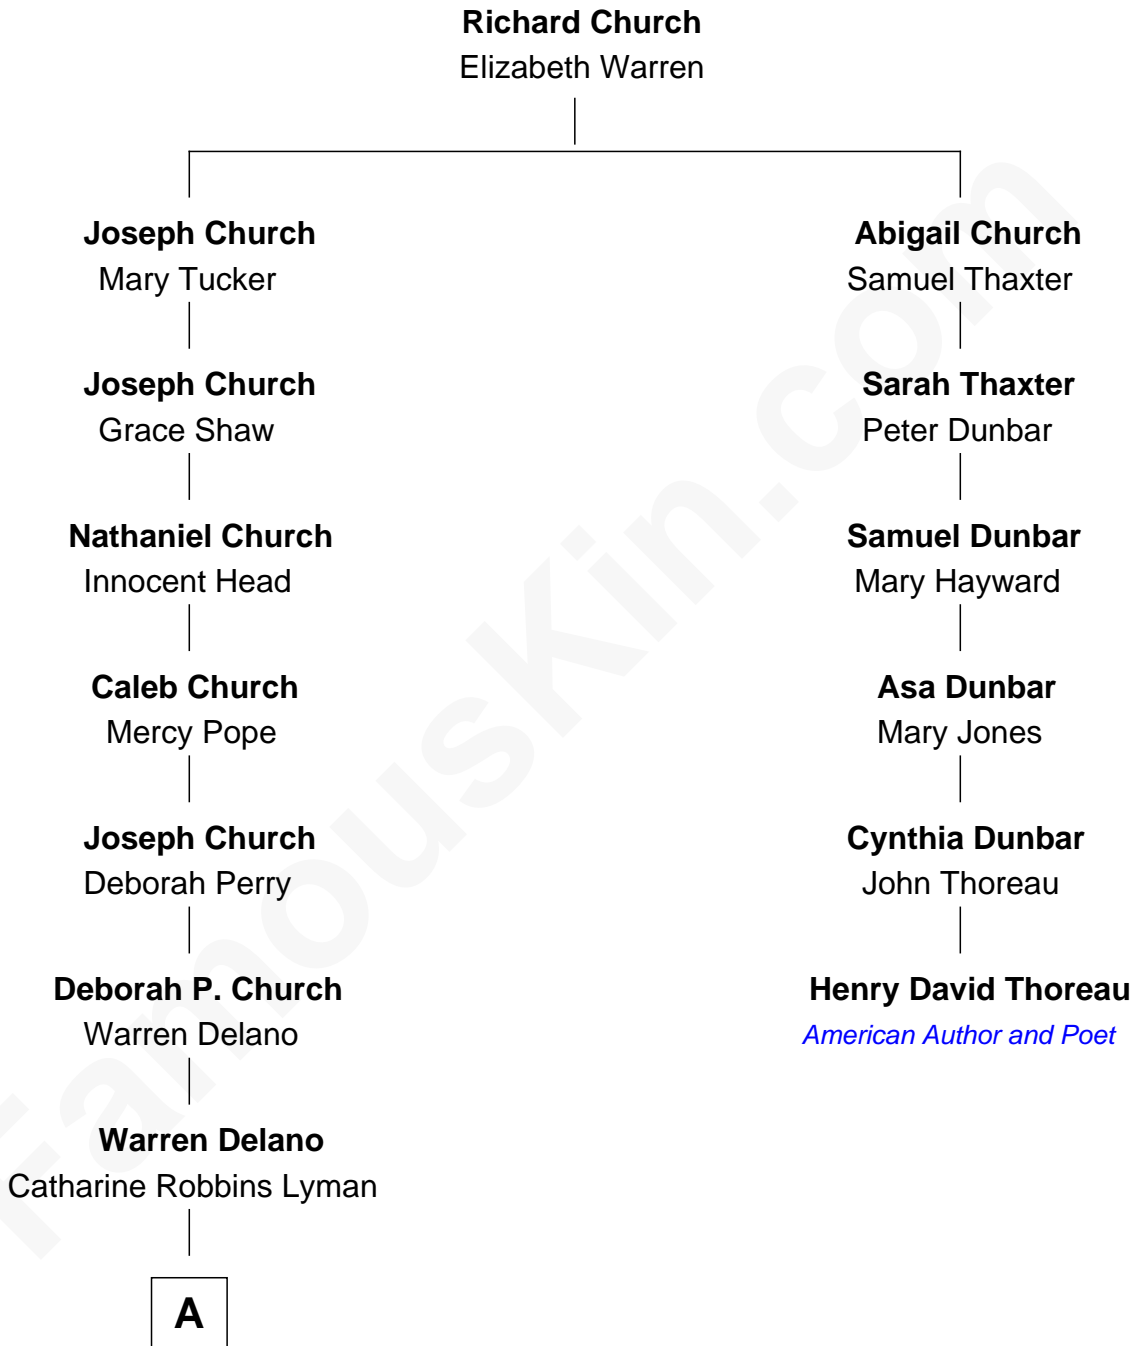 Richard Church
Elizabeth Warren
Joseph Church
Mary Tucker
Abigail Church
Samuel Thaxter
Joseph Church
Grace Shaw
Sarah Thaxter
Peter Dunbar
Nathaniel Church
Innocent Head
Samuel Dunbar
Mary Hayward
Caleb Church
Mercy Pope
Asa Dunbar
Mary Jones
Joseph Church
Deborah Perry
Cynthia Dunbar
John Thoreau
Deborah P. Church
Warren Delano
Henry David Thoreau
American Author and Poet
Warren Delano
Catharine Robbins Lyman
A
FamousKin.com